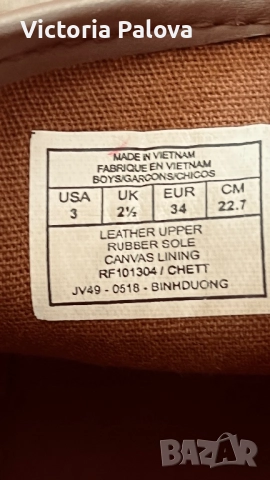 Victoria Palova
MADE IN VIETNAM
FABRIQUE EN VIETNAM
BOYS/GARCONS/CHICOS
USA UK EUR CM
3 2½ 34 22.7
LEATHER UPPER
RUBBER SOLE
CANVAS LINING
RF101304 / CHETT
JV49 - 0518 - BINHDUONG
bazar
БГ